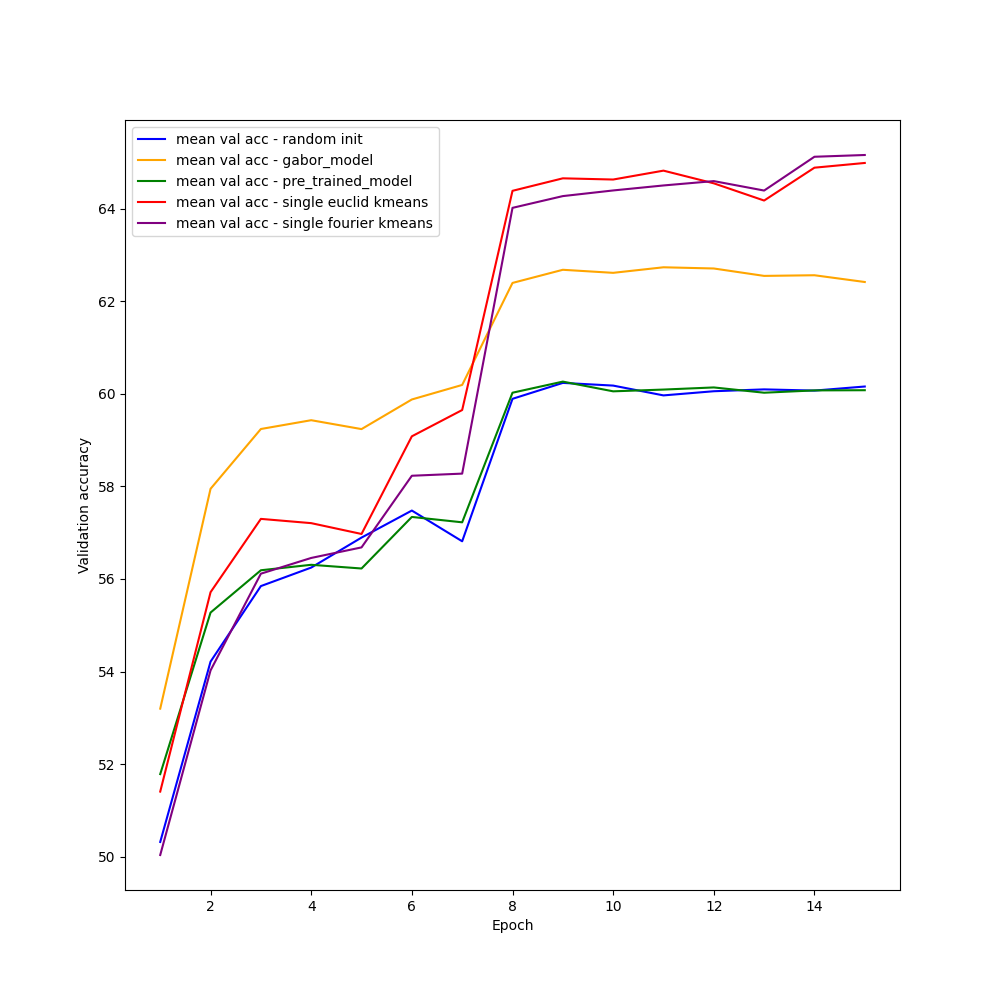 mean val acc - random init
mean val acc - gabor_model
mean val acc - pre_trained_model
mean val acc - single euclid kmeans
mean val acc - single fourier kmeans
64
62
60
58
56
54
52
50
Validation accuracy
2 4 6 8 10 12 14
Epoch